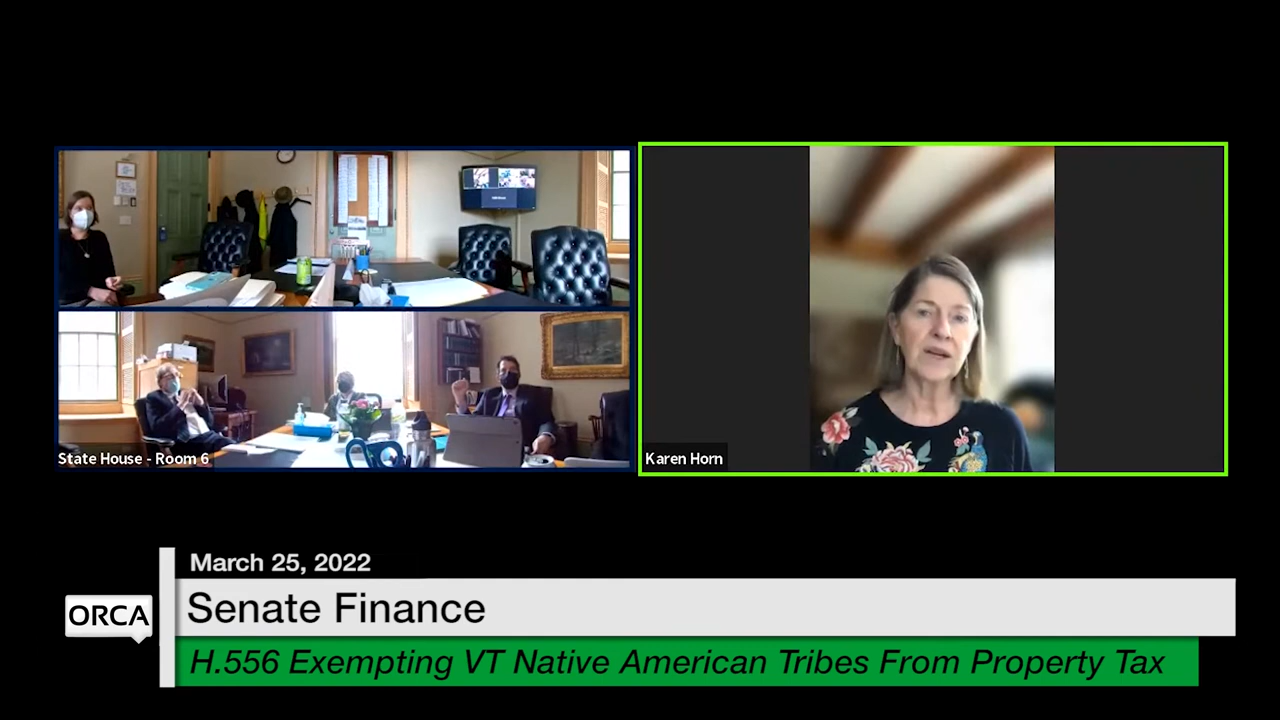 State House - Room 6
Karen Horn
March 25, 2022
ORCA
Senate Finance
H.556 Exempting VT Native American Tribes From Property Tax